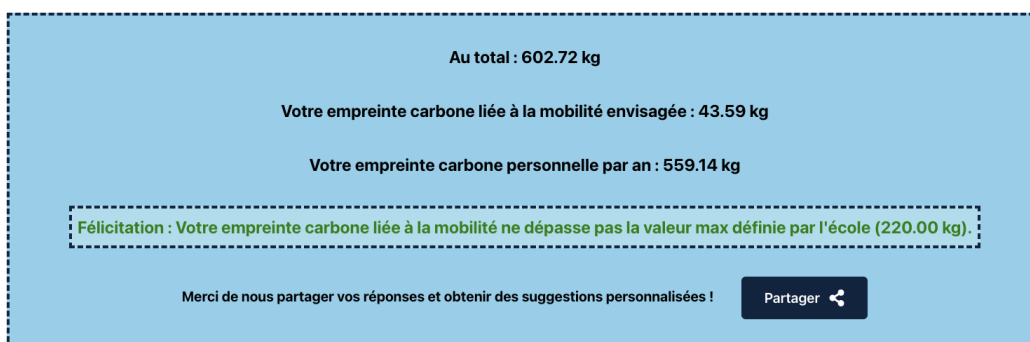 Au total : 602.72 kg
Votre empreinte carbone liée à la mobilité envisagée : 43.59 kg
Votre empreinte carbone personnelle par an : 559.14 kg
Félicitation : Votre empreinte carbone liée à la mobilité ne dépasse pas la valeur max définie par l'école (220.00 kg).
Merci de nous partager vos réponses et obtenir des suggestions personnalisées ! Partager